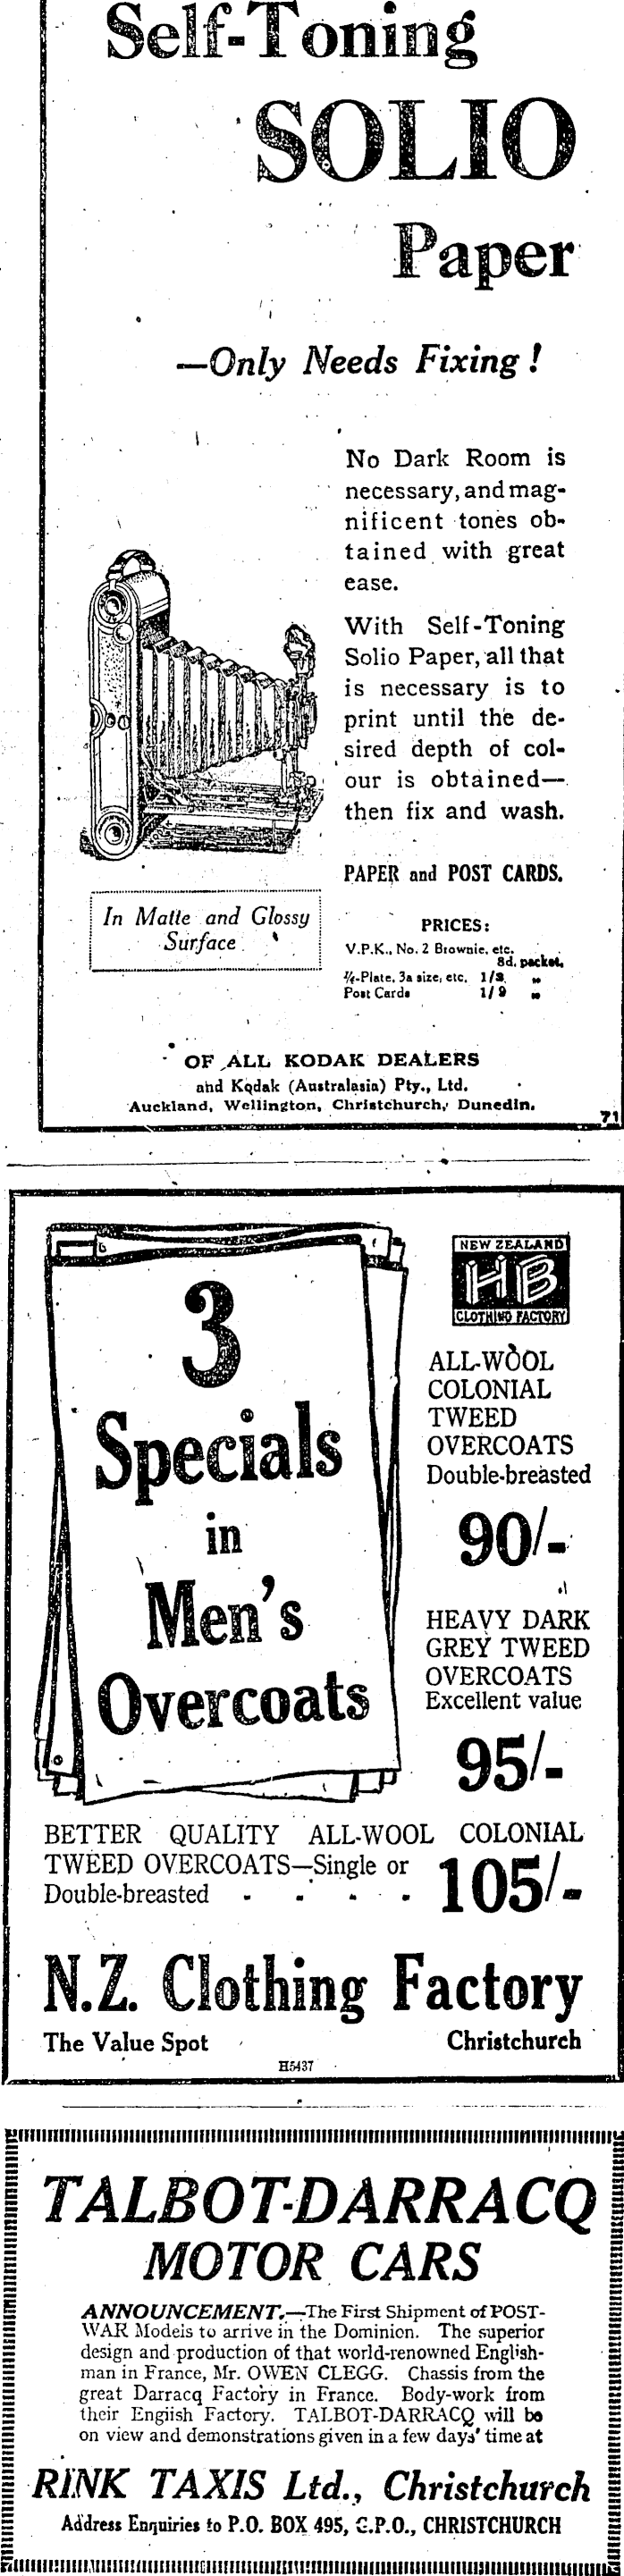 Self-Toning
SOLIO
Paper
—Only Needs Fixing!
No Dark Room is
necessary, and mag-
nificent tones ob-
tained with great
ease.
With Self-Toning
Solio Paper, all that
is necessary is to
print until the de-
sired depth of col-
our is obtained—
then fix and wash.
PAPER and POST CARDS.
In Matte and Glossy
Surface
PRICES:
V.P.K., No. 2 Brownie, etc.
8d. packet.
¼-Plate, 3a size, etc. 1/3 „
Post Cards 1/9 „
OF ALL KODAK DEALERS
and Kodak (Australasia) Pty., Ltd.
Auckland, Wellington, Christchurch, Dunedin.
71
3
Specials
in
Men's
Overcoats
NEW ZEALAND
HB
CLOTHING FACTORY
ALL-WOOL
COLONIAL
TWEED
OVERCOATS
Double-breasted
90/-
HEAVY DARK
GREY TWEED
OVERCOATS
Excellent value
95/-
BETTER QUALITY ALL-WOOL COLONIAL
TWEED OVERCOATS—Single or
Double-breasted - - - - 105/-
N.Z. Clothing Factory
The Value Spot Christchurch
H5437
TALBOT-DARRACQ
MOTOR CARS
ANNOUNCEMENT.—The First Shipment of POST-
WAR Models to arrive in the Dominion. The superior
design and production of that world-renowned English-
man in France, Mr. OWEN CLEGG. Chassis from the
great Darracq Factory in France. Body-work from
their English Factory. TALBOT-DARRACQ will be
on view and demonstrations given in a few days' time at
RINK TAXIS Ltd., Christchurch
Address Enquiries to P.O. BOX 495, C.P.O., CHRISTCHURCH